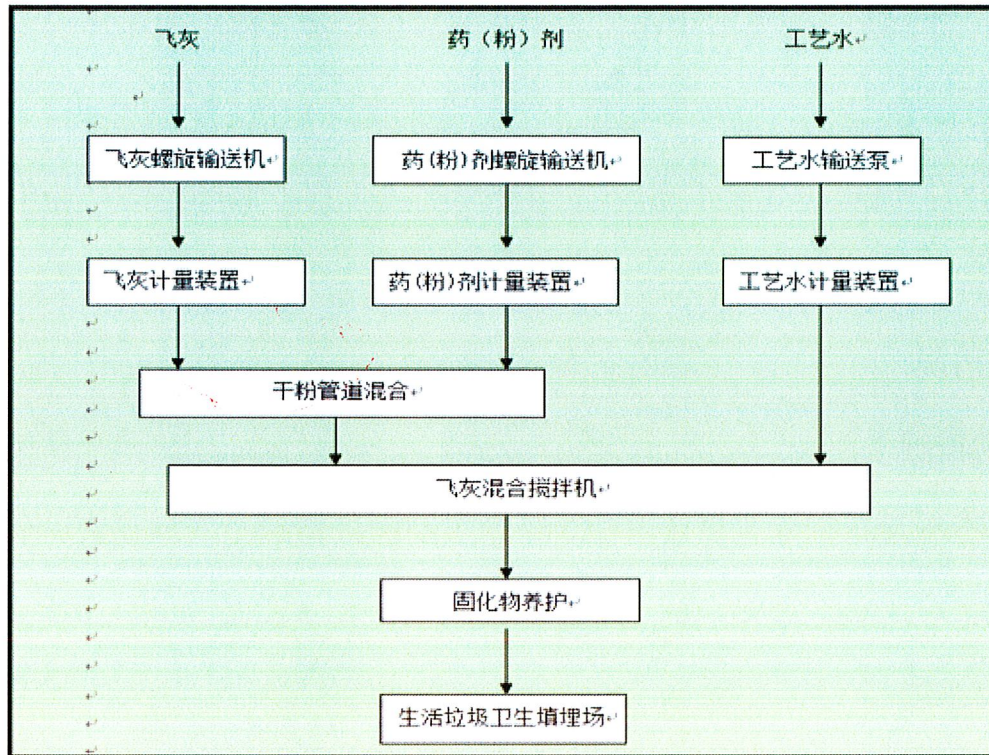 飞灰 药（粉）剂 工艺水
飞灰螺旋输送机 药(粉)剂螺旋输送机 工艺水输送泵
飞灰计量装置 药(粉)剂计量装置 工艺水计量装置
干粉管道混合
飞灰混合搅拌机
固化物养护
生活垃圾卫生填埋场